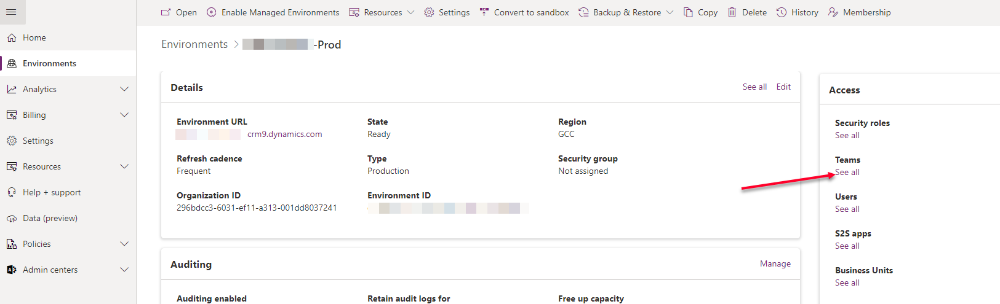 Open Enable Managed Environments Resources Settings Convert to sandbox Backup & Restore Copy Delete History Membership
Home
Environments
Analytics
Billing
Settings
Resources
Help + support
Data (preview)
Policies
Admin centers
Environments > -Prod
Details See all Edit
Environment URL State Region
crm9.dynamics.com Ready GCC
Refresh cadence Type Security group
Frequent Production Not assigned
Organization ID Environment ID
296bdcc3-6031-ef11-a313-001dd8037241
Auditing Manage
Auditing enabled Retain audit logs for Free up capacity
Access
Security roles
See all
Teams
See all
Users
See all
S2S apps
See all
Business Units
See all